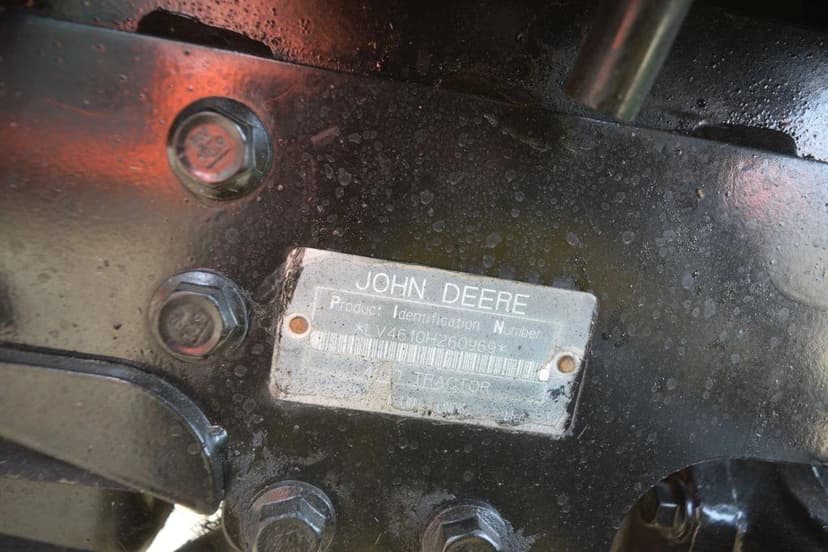 JOHN DEERE
Product Identification Number
*LV4610H260969*
TRACTOR